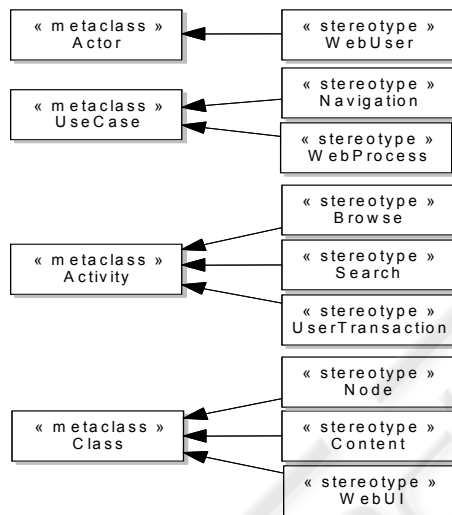 « metaclass »
Actor
« stereotype »
WebUser
« metaclass »
UseCase
« stereotype »
Navigation
« stereotype »
WebProcess
« metaclass »
Activity
« stereotype »
Browse
« stereotype »
Search
« stereotype »
UserTransaction
« metaclass »
Class
« stereotype »
Node
« stereotype »
Content
« stereotype »
WebUI